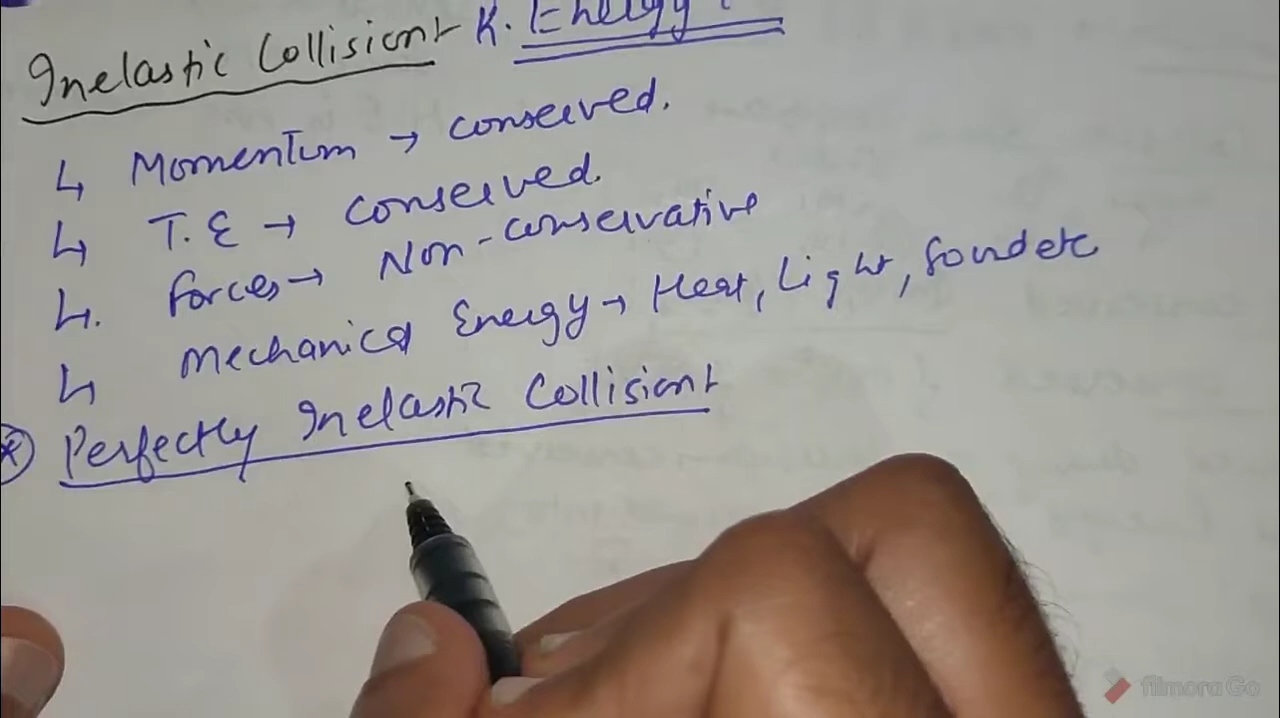 Inelastic Collision K. Energy.
↳ Momentum → conserved.
↳ T.E → conserved.
↳. forces → Non-conservative
↳ Mechanical Energy → Heat, Light, Sound etc
* Perfectly Inelastic Collision
filmora Go